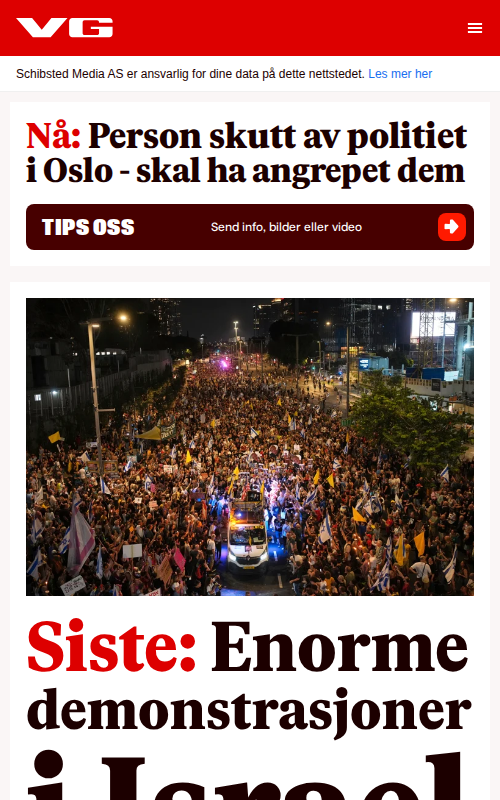 VG
Schibsted Media AS er ansvarlig for dine data på dette nettstedet. Les mer her
Nå: Person skutt av politiet
i Oslo - skal ha angrepet dem
TIPS OSS
Send info, bilder eller video
Siste: Enorme
demonstrasjoner
i Israel